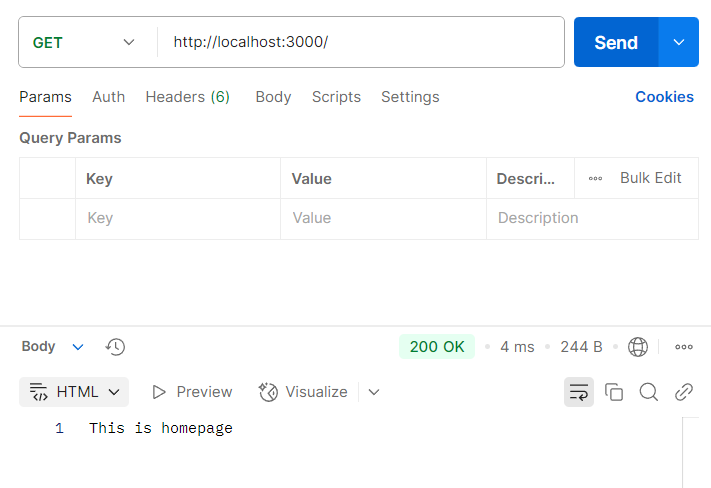 GET http://localhost:3000/ Send
Params Auth Headers (6) Body Scripts Settings Cookies
Query Params
Key Value Descri... Bulk Edit
Key Value Description
Body 200 OK 4 ms 244 B
HTML Preview Visualize
1 This is homepage